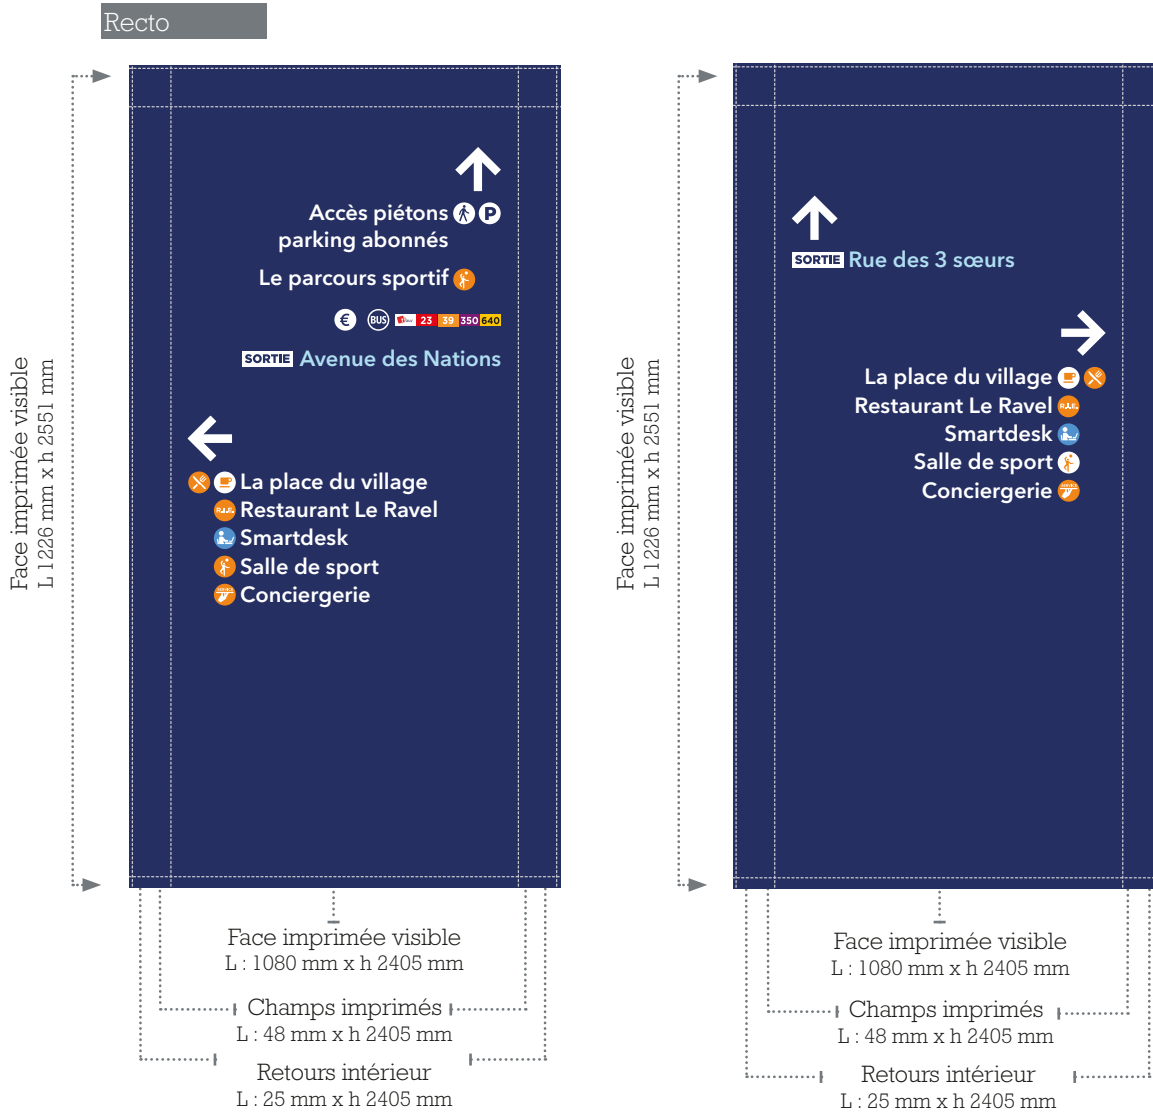 Recto
Face imprimée visible
L 1226 mm x h 2551 mm
Accès piétons P
parking abonnés
Le parcours sportif
€ BUS 23 39 350 640
SORTIE Avenue des Nations
La place du village
R.I.E. Restaurant Le Ravel
Smartdesk
Salle de sport
Conciergerie
Face imprimée visible
L : 1080 mm x h 2405 mm
Champs imprimés
L : 48 mm x h 2405 mm
Retours intérieur
L : 25 mm x h 2405 mm
Face imprimée visible
L 1226 mm x h 2551 mm
SORTIE Rue des 3 sœurs
La place du village
Restaurant Le Ravel R.I.E.
Smartdesk
Salle de sport
Conciergerie
Face imprimée visible
L : 1080 mm x h 2405 mm
Champs imprimés
L : 48 mm x h 2405 mm
Retours intérieur
L : 25 mm x h 2405 mm